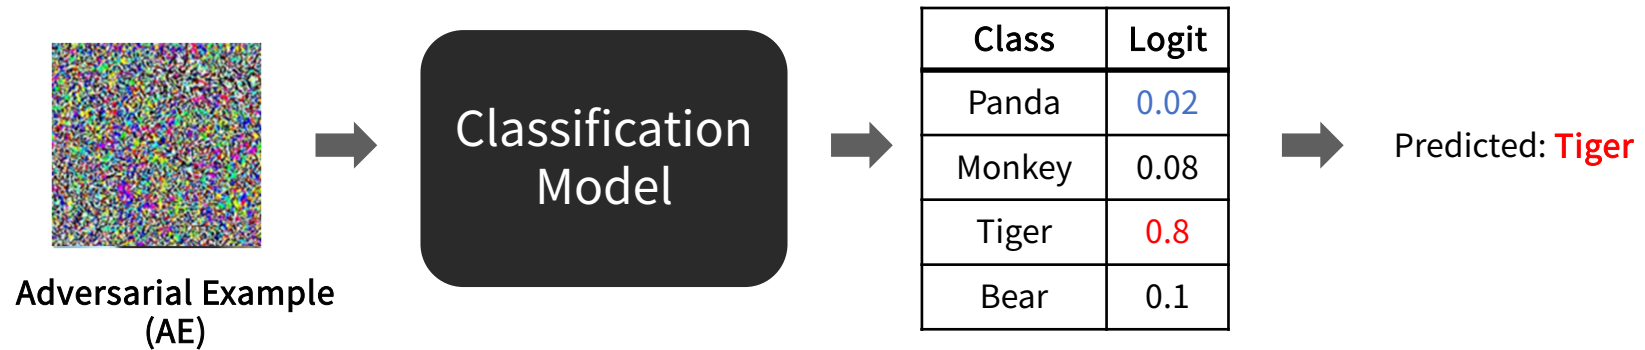 Adversarial Example
(AE)
Classification
Model
Class Logit
Panda 0.02
Monkey 0.08
Tiger 0.8
Bear 0.1
Predicted: Tiger